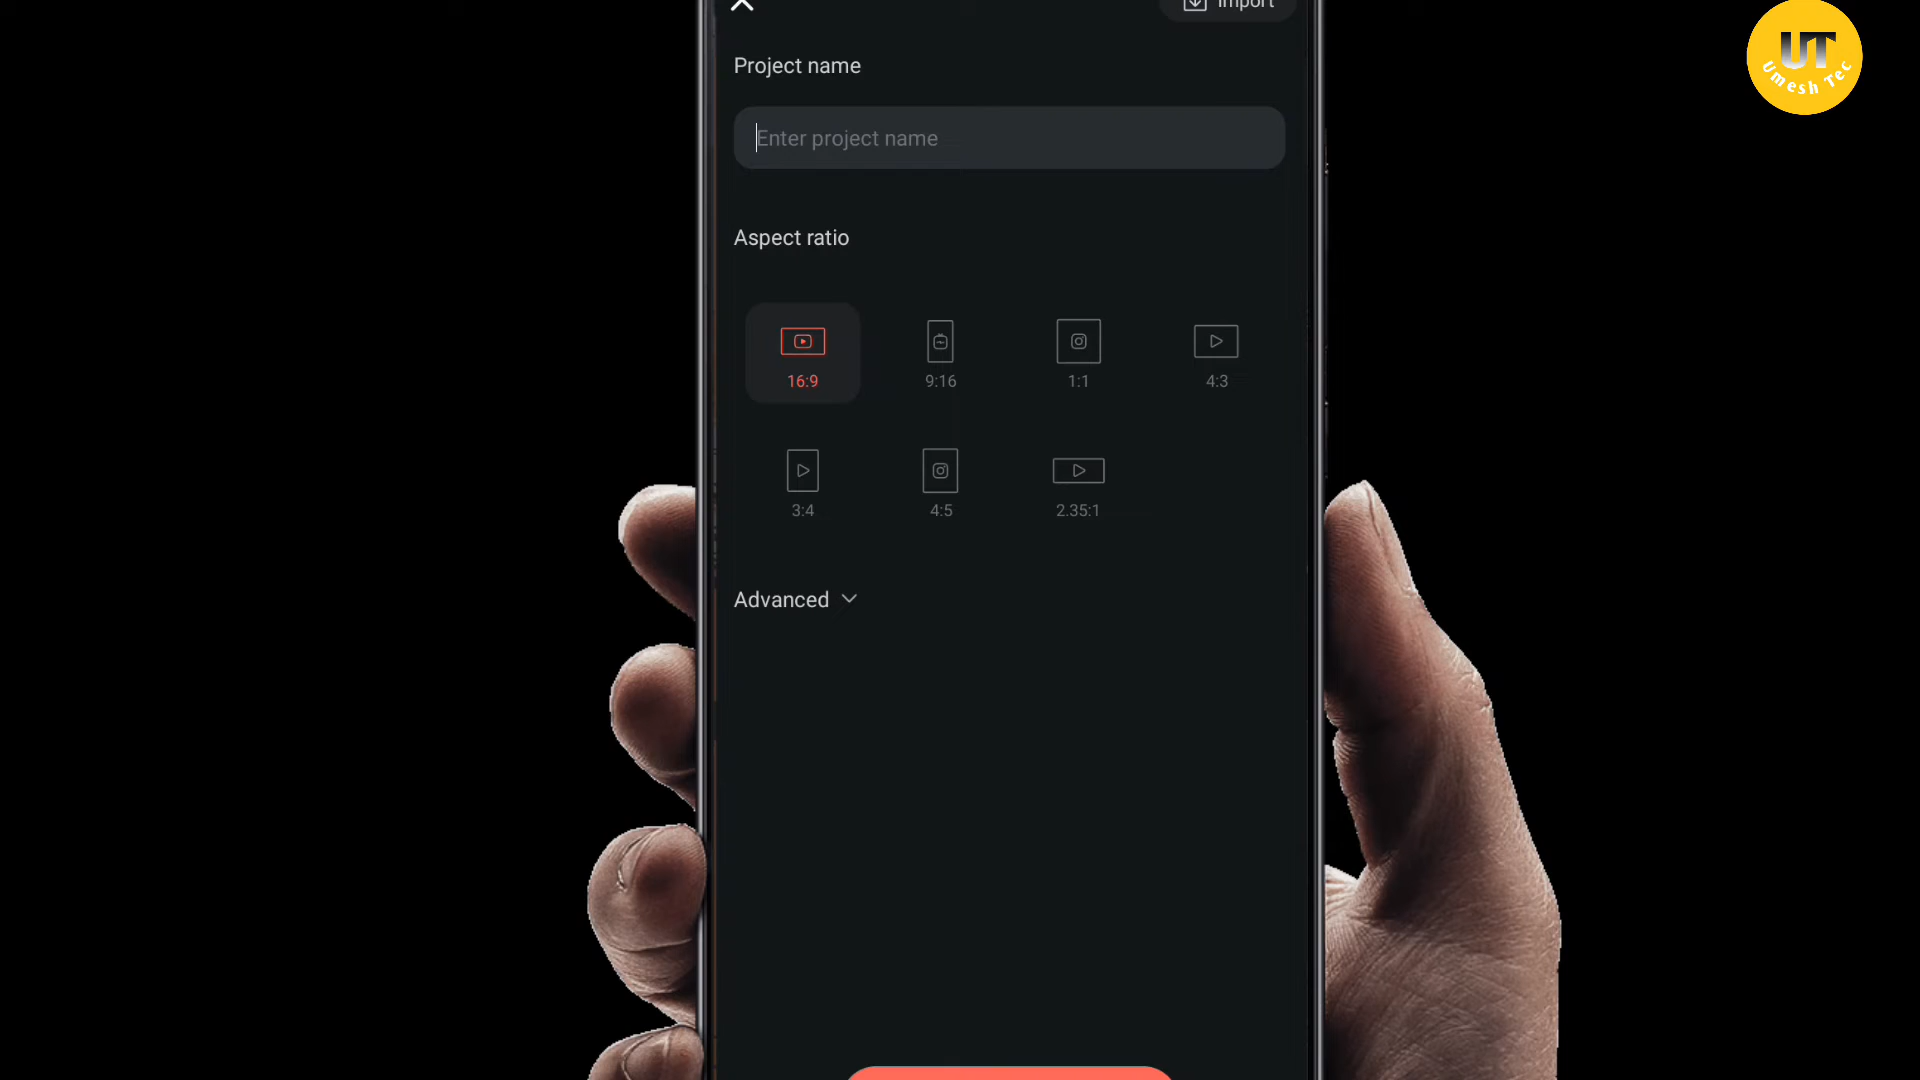 Import
UT
Umesh Tec
Project name
Enter project name
Aspect ratio
16:9
9:16
1:1
4:3
3:4
4:5
2.35:1
Advanced